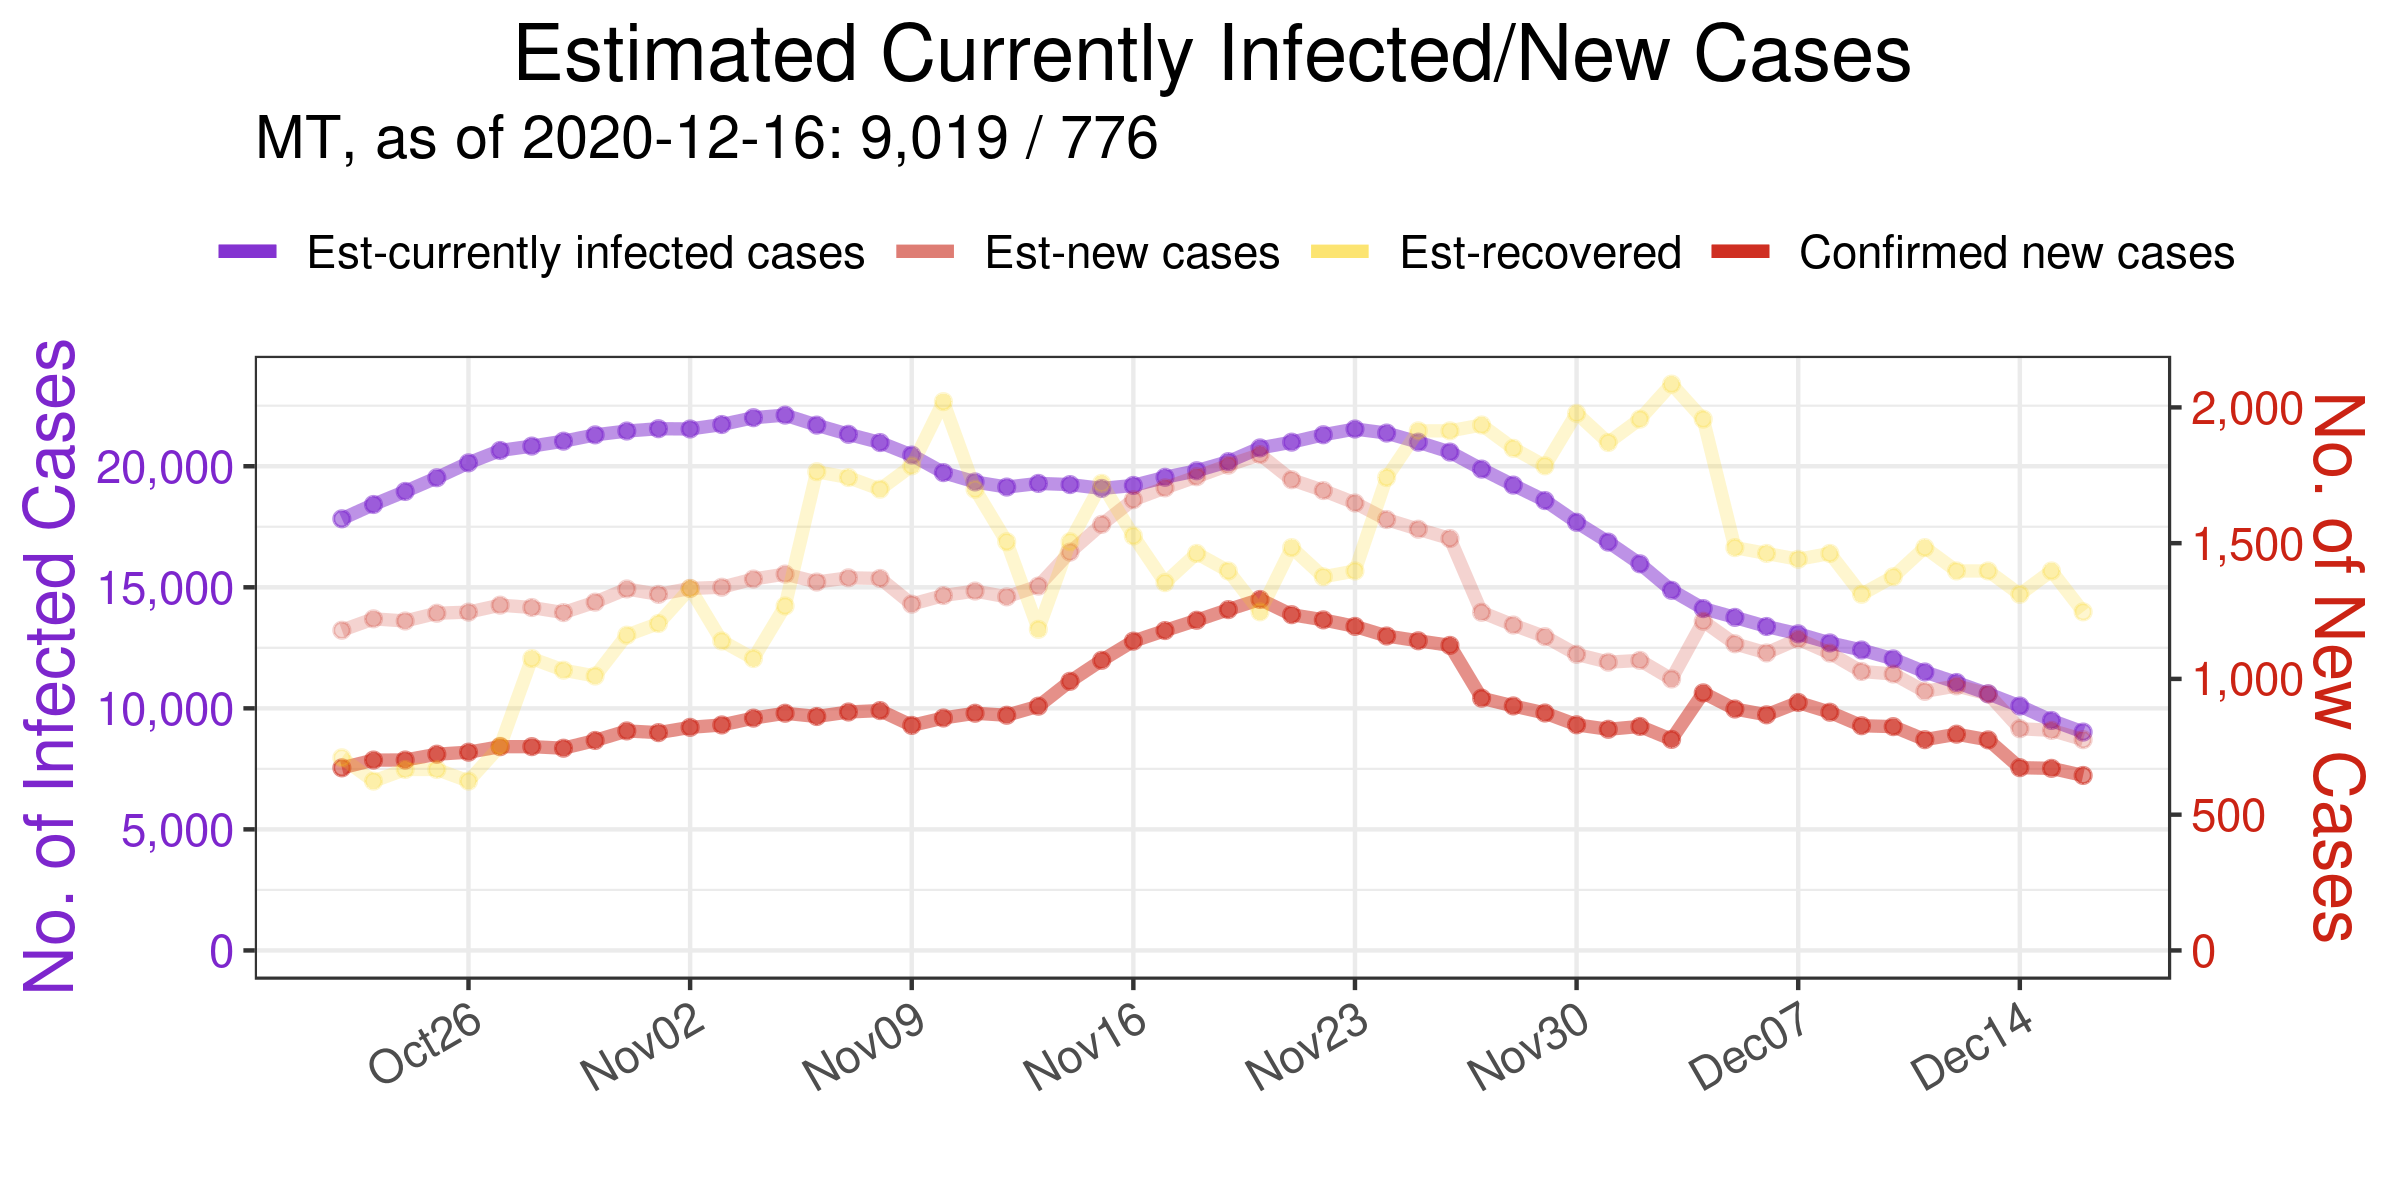 Estimated Currently Infected/New Cases
MT, as of 2020-12-16: 9,019 / 776
Est-currently infected cases
Est-new cases
Est-recovered
Confirmed new cases
No. of Infected Cases
20,000
15,000
10,000
5,000
0
2,000
1,500
1,000
500
0
No. of New Cases
Oct26
Nov02
Nov09
Nov16
Nov23
Nov30
Dec07
Dec14